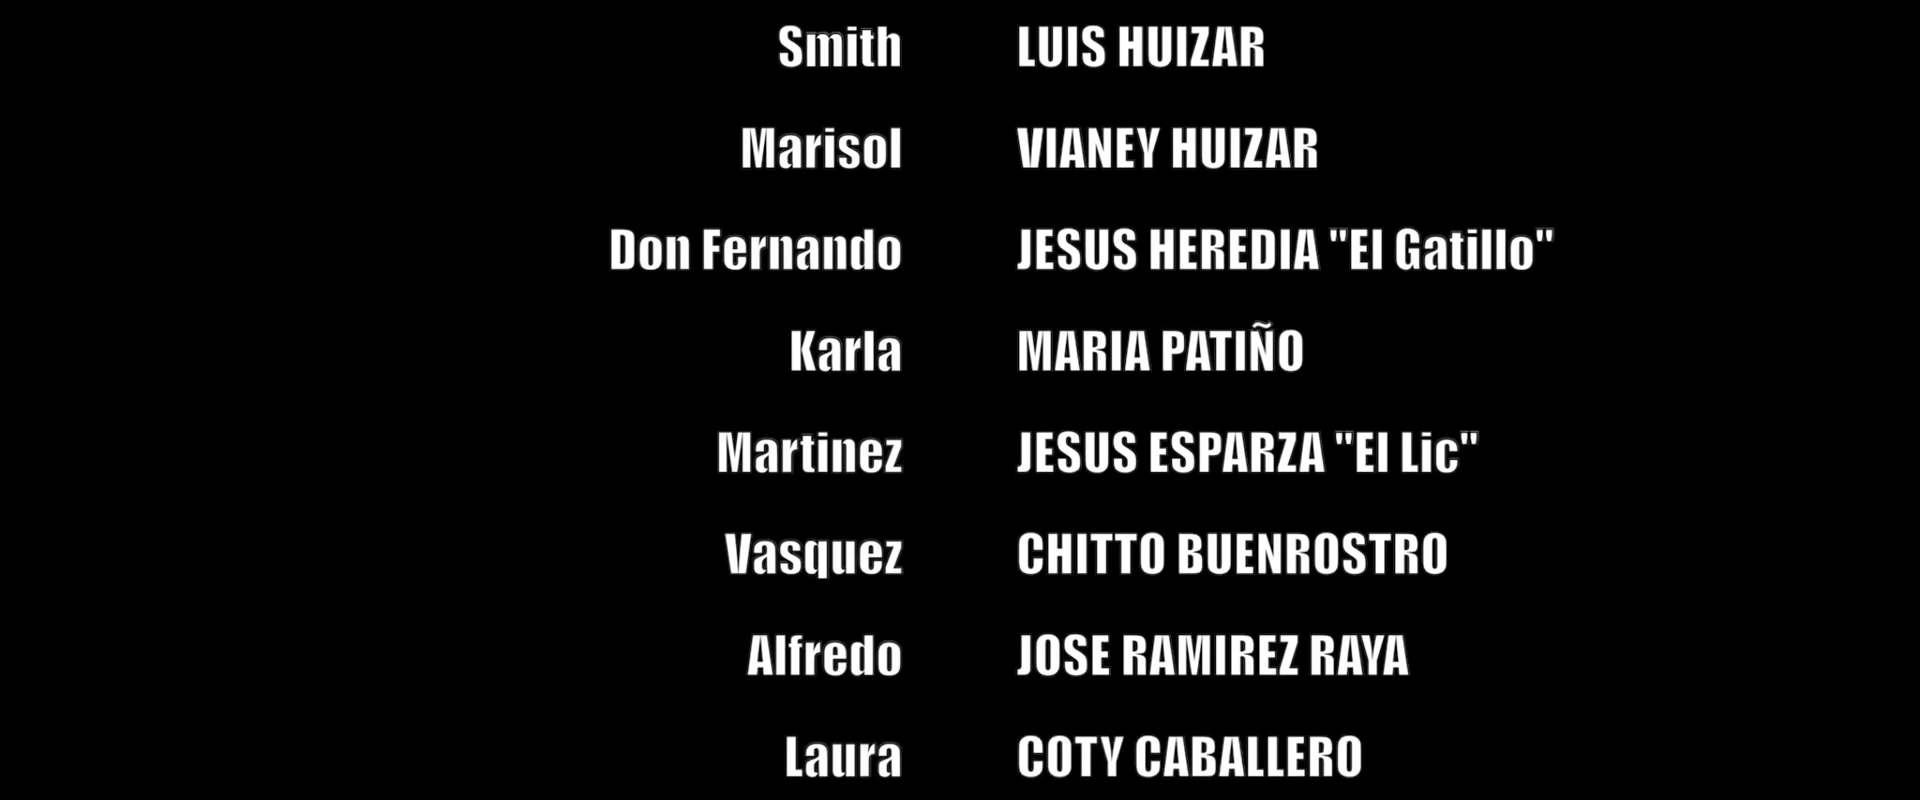 Smith LUIS HUIZAR
Marisol VIANEY HUIZAR
Don Fernando JESUS HEREDIA "El Gatillo"
Karla MARIA PATIÑO
Martinez JESUS ESPARZA "El Lic"
Vasquez CHITTO BUENROSTRO
Alfredo JOSE RAMIREZ RAYA
Laura COTY CABALLERO